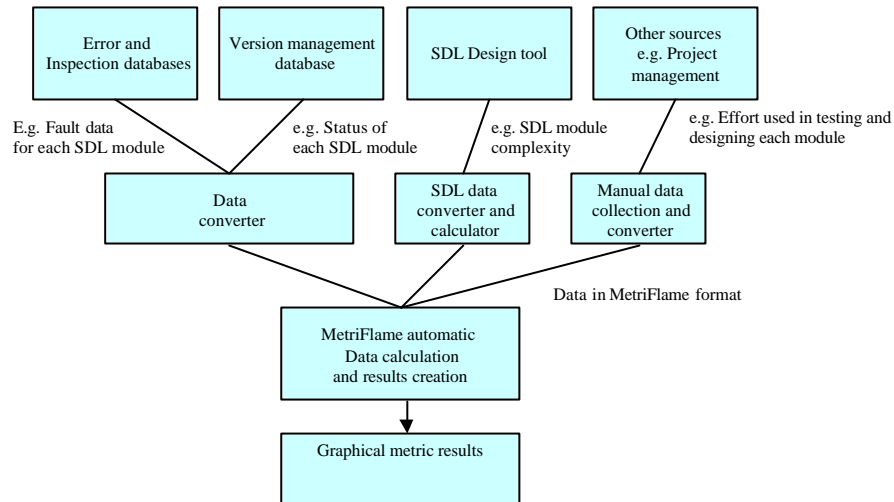 Error and
Inspection databases
Version management
database
SDL Design tool
Other sources
e.g. Project
management
E.g. Fault data
for each SDL module
e.g. Status of
each SDL module
e.g. SDL module
complexity
e.g. Effort used in testing and
designing each module
Data
converter
SDL data
converter and
calculator
Manual data
collection and
converter
Data in MetriFlame format
MetriFlame automatic
Data calculation
and results creation
Graphical metric results